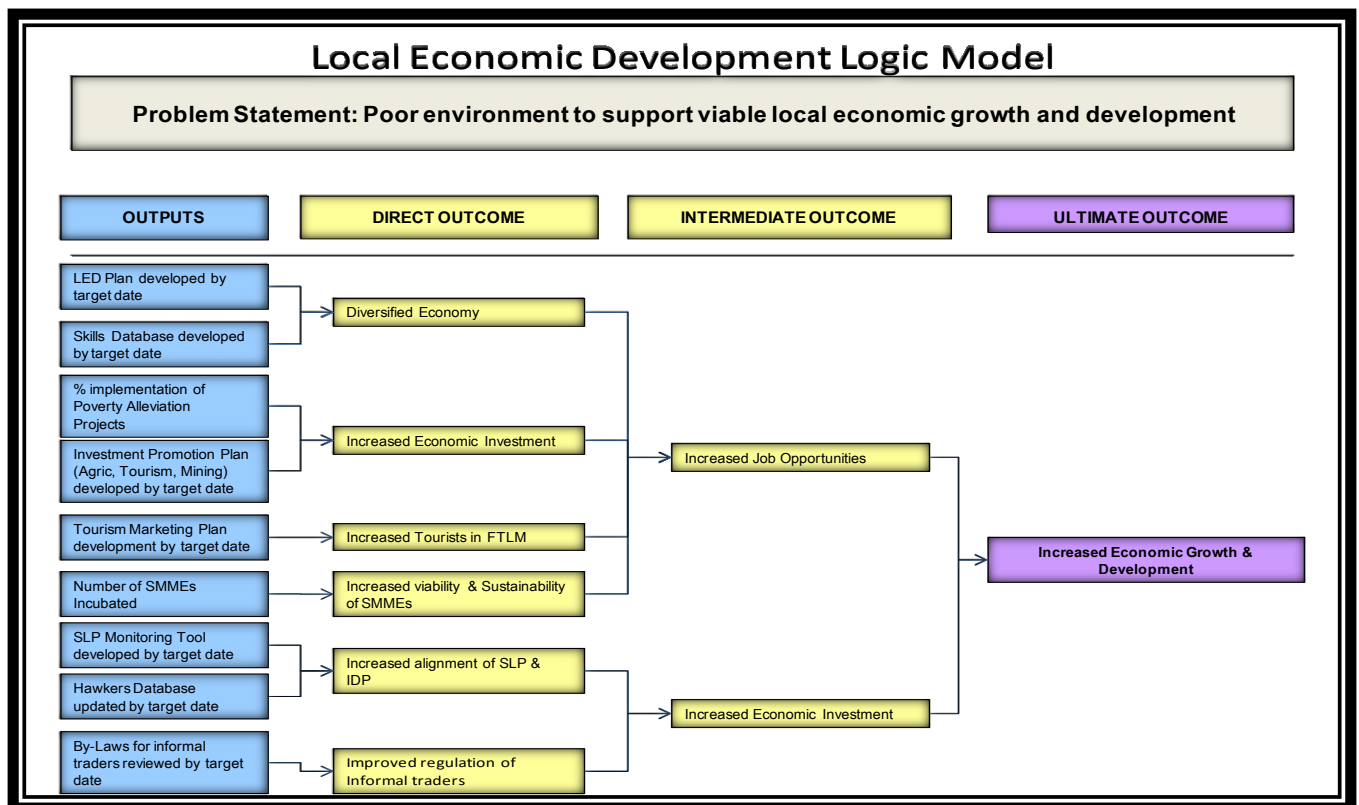 Local Economic Development Logic Model
Problem Statement: Poor environment to support viable local economic growth and development
OUTPUTS
DIRECT OUTCOME
INTERMEDIATE OUTCOME
ULTIMATE OUTCOME
LED Plan developed by
target date
Skills Database developed
by target date
Diversified Economy
% implementation of
Poverty Alleviation
Projects
Investment Promotion Plan
(Agric, Tourism, Mining)
developed by target date
Increased Economic Investment
Tourism Marketing Plan
development by target date
Increased Tourists in FTLM
Number of SMMEs
Incubated
Increased viability & Sustainability
of SMMEs
SLP Monitoring Tool
developed by target date
Hawkers Database
updated by target date
Increased alignment of SLP &
IDP
By-Laws for informal
traders reviewed by target
date
Improved regulation of
Informal traders
Increased Job Opportunities
Increased Economic Investment
Increased Economic Growth &
Development